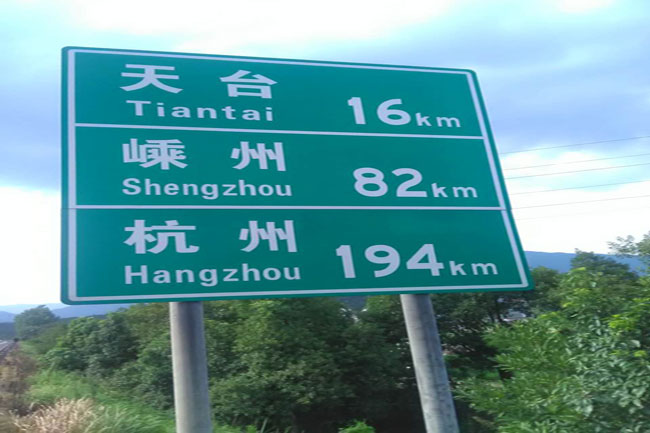 天台
Tiantai 16km
嵊州
Shengzhou 82km
杭州
Hangzhou 194km